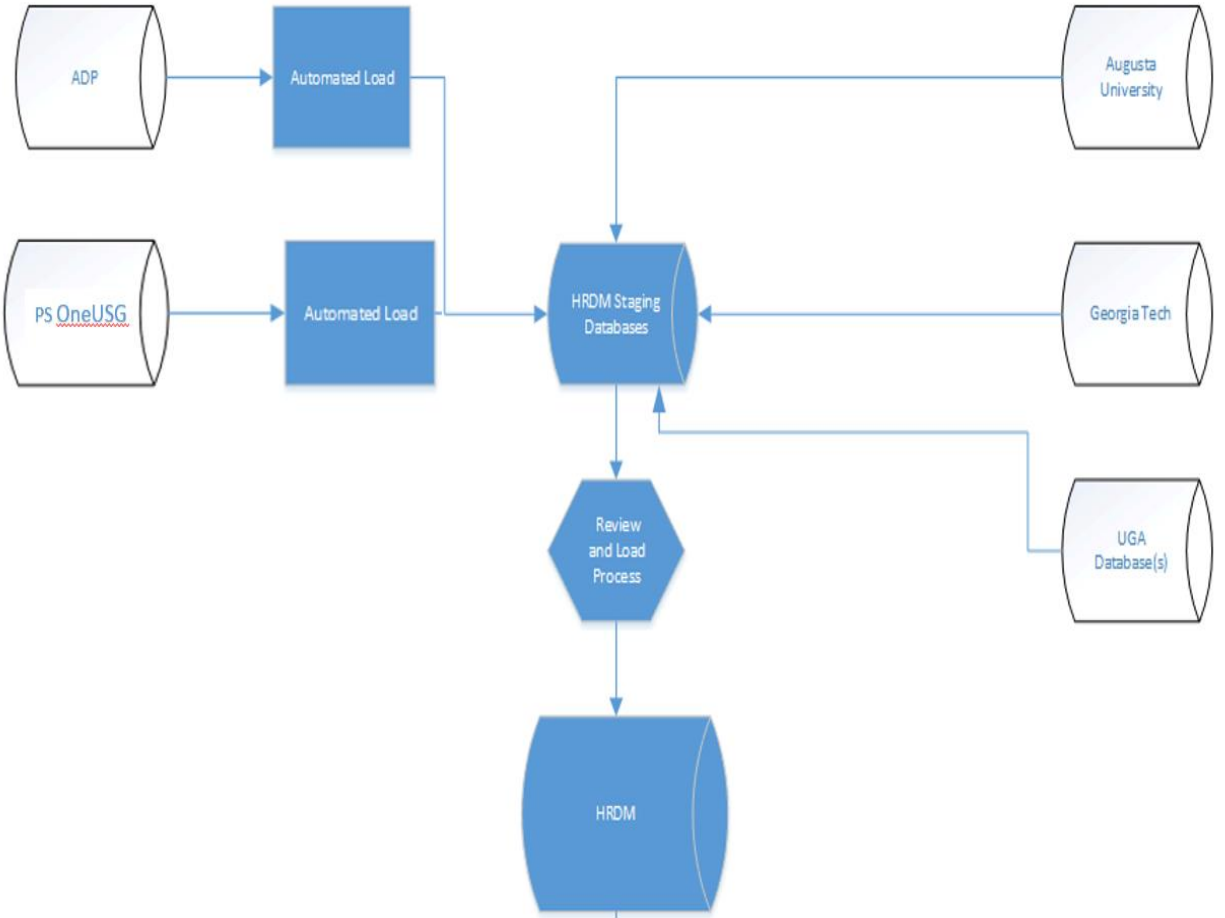 ADP
Automated Load
Augusta
University
PS OneUSG
Automated Load
HRDM Staging
Databases
Georgia Tech
Review
and Load
Process
UGA
Database(s)
HRDM